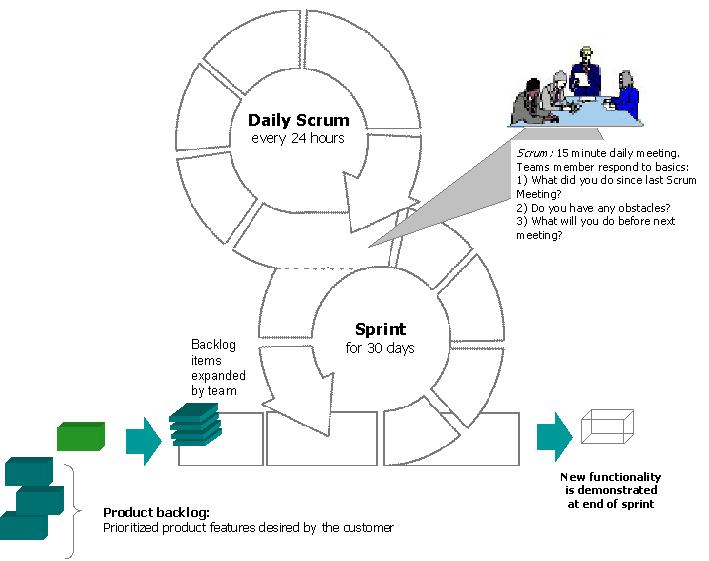 Daily Scrum
every 24 hours
Scrum: 15 minute daily meeting.
Teams member respond to basics:
1) What did you do since last Scrum
Meeting?
2) Do you have any obstacles?
3) What will you do before next
meeting?
Sprint
for 30 days
Backlog
items
expanded
by team
New functionality
is demonstrated
at end of sprint
Product backlog:
Prioritized product features desired by the customer